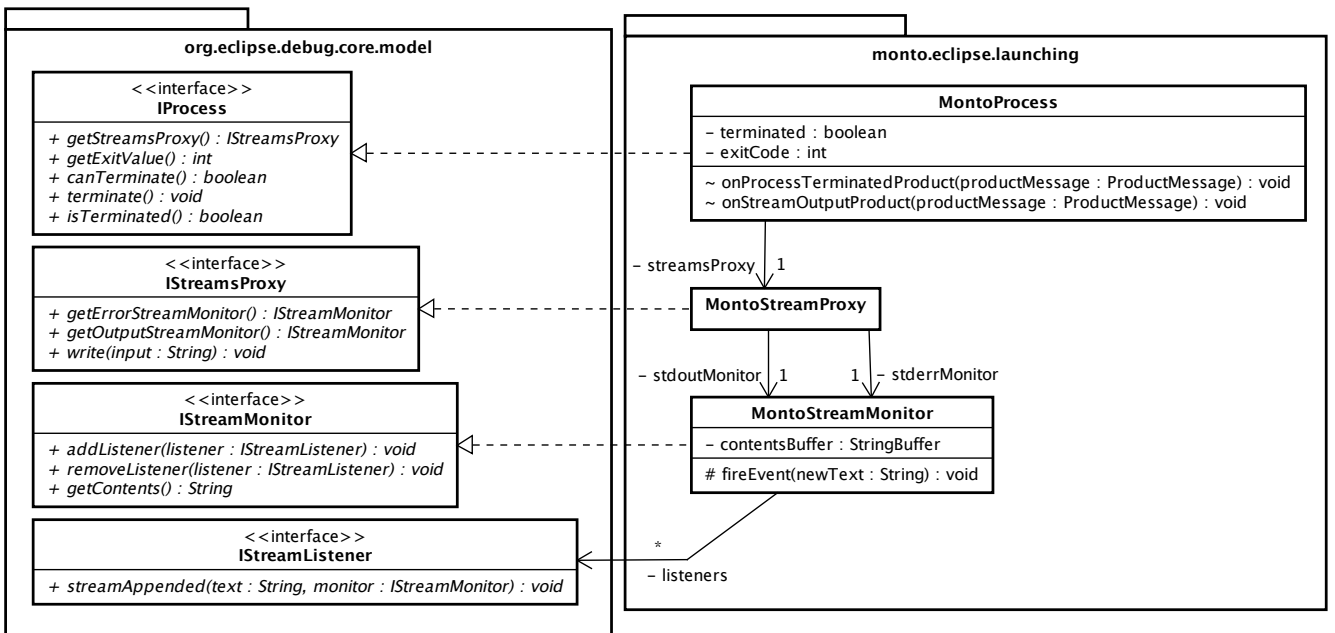 org.eclipse.debug.core.model
<<interface>>
IProcess
+ getStreamsProxy() : IStreamsProxy
+ getExitValue() : int
+ canTerminate() : boolean
+ terminate() : void
+ isTerminated() : boolean
<<interface>>
IStreamsProxy
+ getErrorStreamMonitor() : IStreamMonitor
+ getOutputStreamMonitor() : IStreamMonitor
+ write(input : String) : void
<<interface>>
IStreamMonitor
+ addListener(listener : IStreamListener) : void
+ removeListener(listener : IStreamListener) : void
+ getContents() : String
<<interface>>
IStreamListener
+ streamAppended(text : String, monitor : IStreamMonitor) : void
monto.eclipse.launching
MontoProcess
– terminated : boolean
– exitCode : int
~ onProcessTerminatedProduct(productMessage : ProductMessage) : void
~ onStreamOutputProduct(productMessage : ProductMessage) : void
– streamsProxy 1
MontoStreamProxy
– stdoutMonitor 1
1 – stderrMonitor
MontoStreamMonitor
– contentsBuffer : StringBuffer
# fireEvent(newText : String) : void
*
– listeners